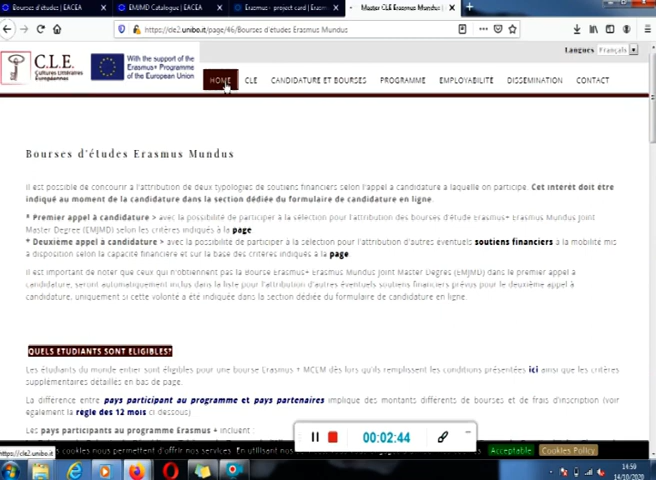 Bourses d'études | EACEA
EMJMD Catalogue | EACEA
Erasmus+ - project card | Erasmus
Master CLE Erasmus Mundus
https://cle2.unibo.it/page/46/Bourses d'études Erasmus Mundus
Langues Français
C.L.E.
Cultures Littéraires
Européennes
With the support of the
Erasmus+ Programme
of the European Union
HOME CLE CANDIDATURE ET BOURSES PROGRAMME EMPLOYABILITE DISSEMINATION CONTACT
Bourses d'études Erasmus Mundus
Il est possible de concourir à l'attribution de deux typologies de soutiens financiers selon l'appel à candidature à laquelle on participe. Cet intérêt doit être
indiqué au moment de la candidature dans la section dédiée du formulaire de candidature en ligne.
* Premier appel à candidature > avec la possibilité de participer à la sélection pour l'attribution des bourses d'étude Erasmus+ Erasmus Mundus Joint
Master Degree (EMJMD) selon les critères indiqués à la page
* Deuxième appel à candidature > avec la possibilité de participer à la sélection pour l'attribution d'autres éventuels soutiens financiers à la mobilité mis
à disposition selon la capacité financière et sur la base des critères indiqués à la page
Il est important de noter que ceux qui n'obtiennent pas la Bourse Erasmus+ Erasmus Mundus Joint Master Degrés (EMJMD) dans le premier appel à
candidature, seront automatiquement inclus dans la liste pour l'attribution d'autres éventuels soutiens financiers prévus pour le deuxième appel à
candidature, uniquement si cette volonté a été indiquée dans la section dédiée du formulaire de candidature en ligne.
QUELS ETUDIANTS SONT ELIGIBLES?
Les étudiants du monde entier sont éligibles pour une bourse Erasmus + MCEM dès lors qu'ils remplissent les conditions présentées ici ainsi que les critères
supplémentaires détaillés en bas de page.
La différence entre pays participant au programme et pays partenaires implique des montants différents de bourses et de frais d'inscription (voir
également la regle des 12 mois ci dessous)
Les pays participants au programme Erasmus + incluent :
00:02:44
https://cle2.unibo.it
cookies nous permettent d'offrir nos services. En utilisant nos
Acceptable
Cookies Policy
14:59
14/10/2020